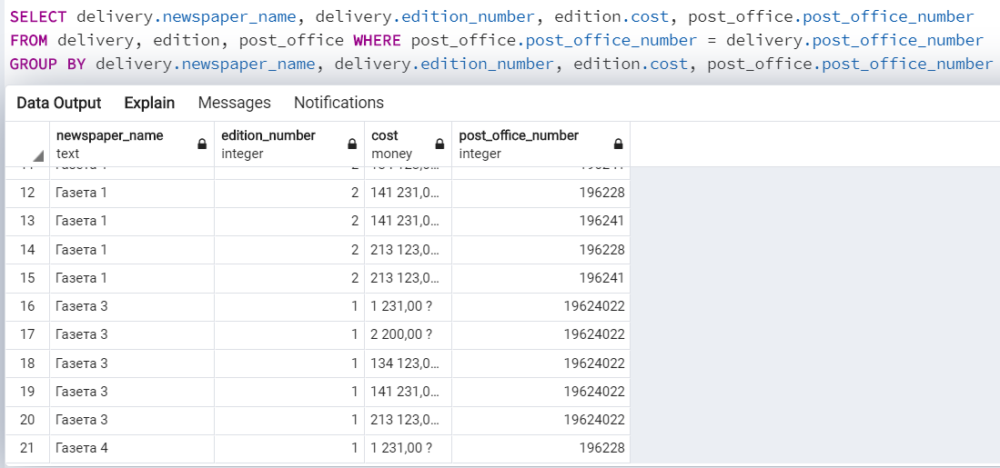 SELECT delivery.newspaper_name, delivery.edition_number, edition.cost, post_office.post_office_number
FROM delivery, edition, post_office WHERE post_office.post_office_number = delivery.post_office_number
GROUP BY delivery.newspaper_name, delivery.edition_number, edition.cost, post_office.post_office_number
Data Output Explain Messages Notifications
newspaper_name edition_number cost post_office_number
text integer money integer
12 Газета 1 2 141 231,0... 196228
13 Газета 1 2 141 231,0... 196241
14 Газета 1 2 213 123,0... 196228
15 Газета 1 2 213 123,0... 196241
16 Газета 3 1 1 231,00 ? 19624022
17 Газета 3 1 2 200,00 ? 19624022
18 Газета 3 1 134 123,0... 19624022
19 Газета 3 1 141 231,0... 19624022
20 Газета 3 1 213 123,0... 19624022
21 Газета 4 1 1 231,00 ? 196228